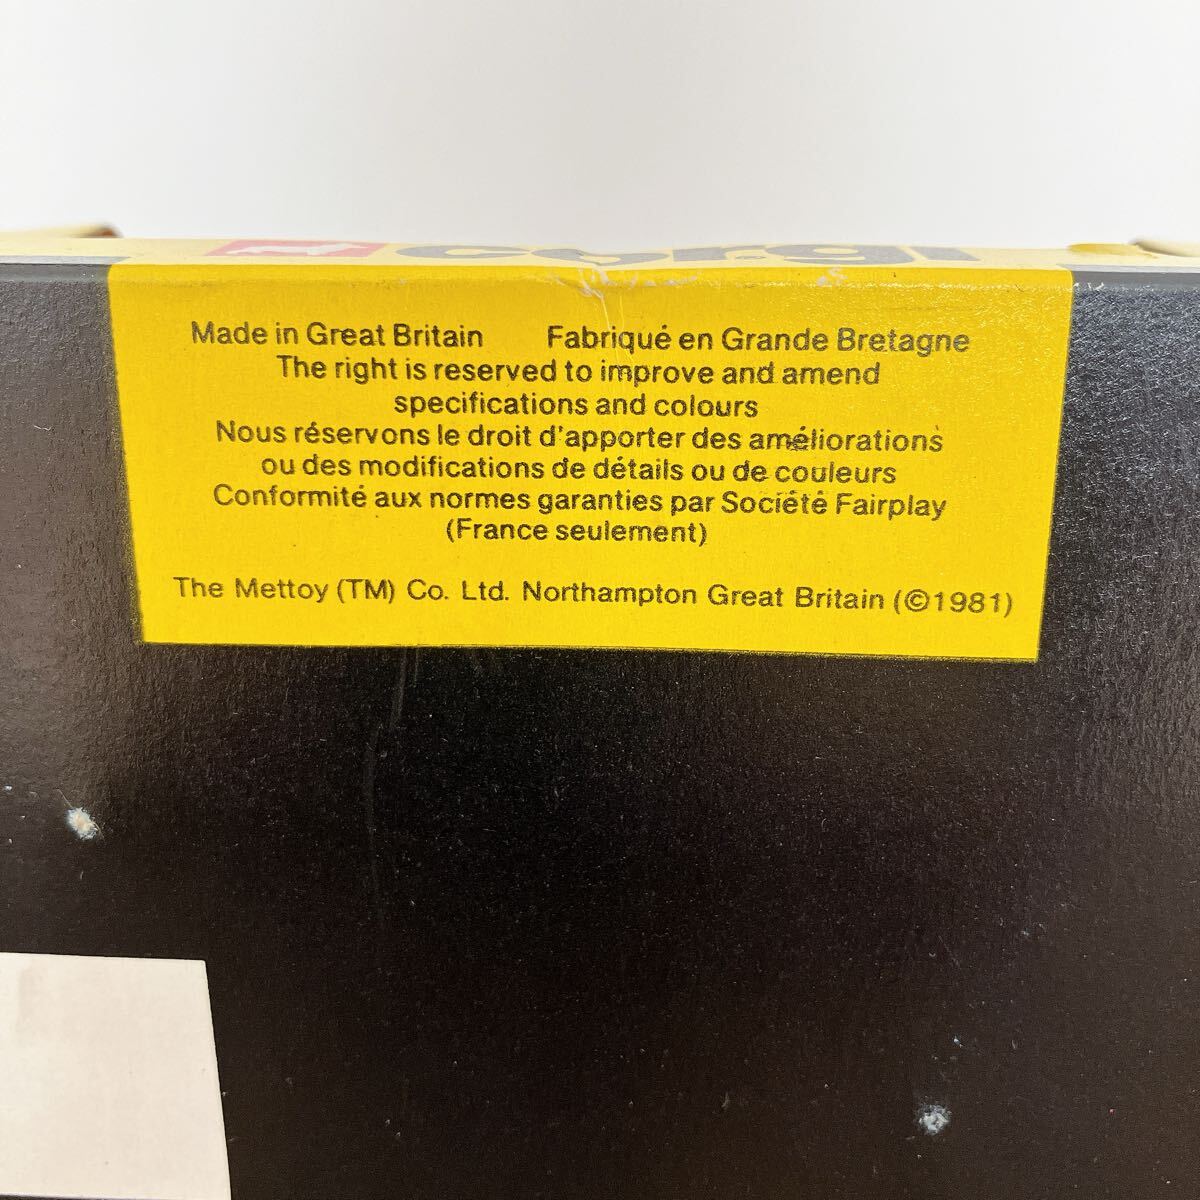 corgi
Made in Great Britain Fabriqué en Grande Bretagne
The right is reserved to improve and amend
specifications and colours
Nous réservons le droit d'apporter des améliorations
ou des modifications de détails ou de couleurs
Conformité aux normes garanties par Société Fairplay
(France seulement)
The Mettoy (TM) Co. Ltd. Northampton Great Britain (©1981)